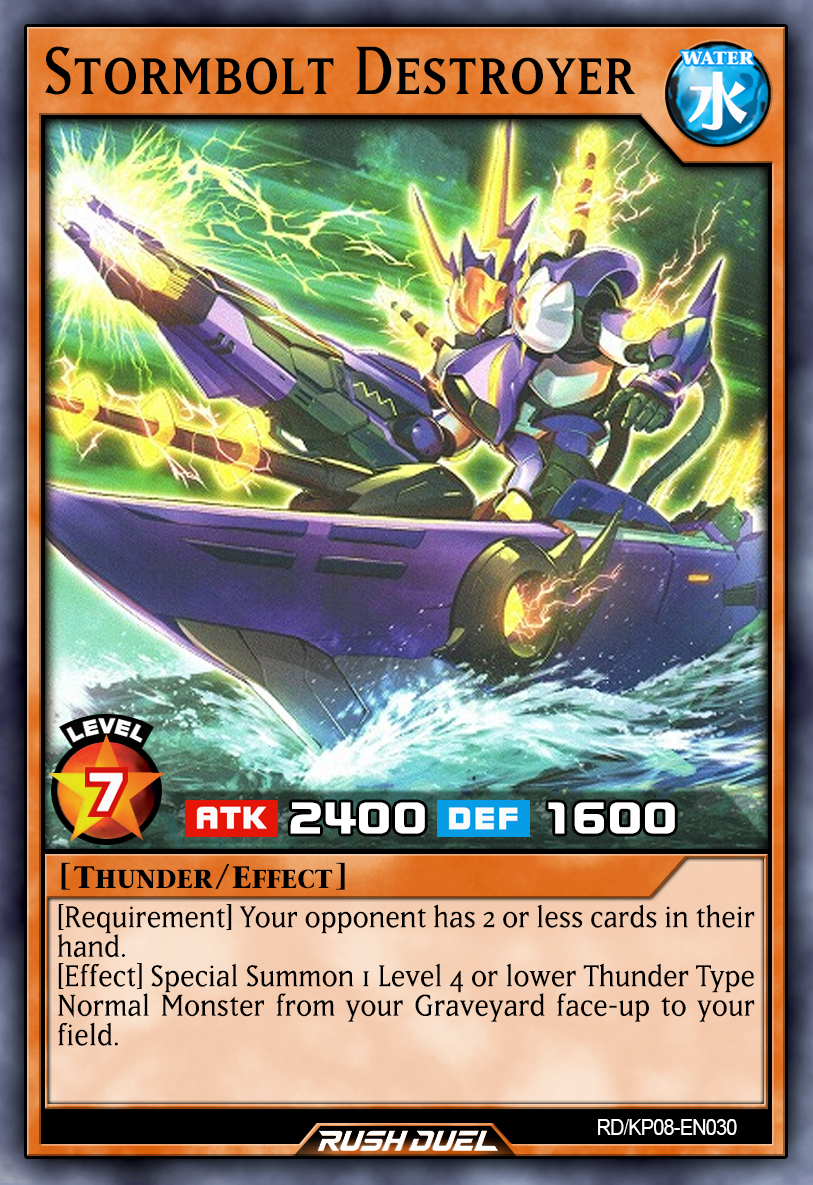 Stormbolt Destroyer
WATER
水
LEVEL
7
ATK 2400 DEF 1600
[Thunder/Effect]
[Requirement] Your opponent has 2 or less cards in their
hand.
[Effect] Special Summon 1 Level 4 or lower Thunder Type
Normal Monster from your Graveyard face-up to your
field.
RD/KP08-EN030
RUSH DUEL